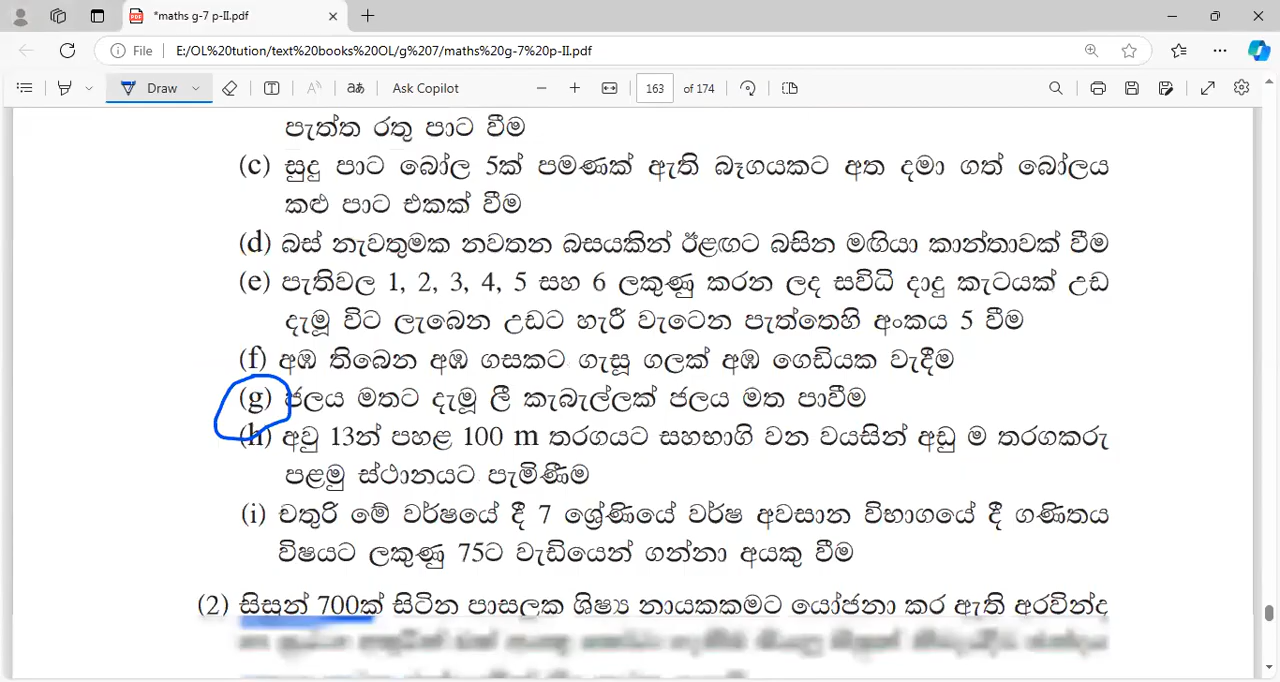 *maths g-7 p-II.pdf
File E:/OL%20tution/text%20books%20OL/g%207/maths%20g-7%20p-II.pdf
Draw Ask Copilot 163 of 174
පැත්ත රතු පාට වීම
(c) සුදු පාට බෝල 5ක් පමණක් ඇති බෑගයකට අත දමා ගත් බෝලය
කළු පාට එකක් වීම
(d) බස් නැවතුමක නවතන බසයකින් ඊළඟට බසින මගියා කාන්තාවක් වීම
(e) පැතිවල 1, 2, 3, 4, 5 සහ 6 ලකුණු කරන ලද සවිධි දාදු කැටයක් උඩ
දැමූ විට ලැබෙන උඩට හැරී වැටෙන පැත්තෙහි අංකය 5 වීම
(f) අඹ තිබෙන අඹ ගසකට ගැසූ ගලක් අඹ ගෙඩියක වැදීම
(g) ජලය මතට දැමූ ලී කැබැල්ලක් ජලය මත පාවීම
(h) අවු 13න් පහළ 100 m තරගයට සහභාගි වන වයසින් අඩු ම තරගකරු
පළමු ස්ථානයට පැමිණීම
(i) චතුරි මේ වර්ෂයේ දී 7 ශ්‍රේණියේ වර්ෂ අවසාන විභාගයේ දී ගණිතය
විෂයට ලකුණු 75ට වැඩියෙන් ගන්නා අයකු වීම
(2) සිසුන් 700ක් සිටින පාසලක ශිෂ්‍ය නායකකමට යෝජනා කර ඇති අරවින්ද